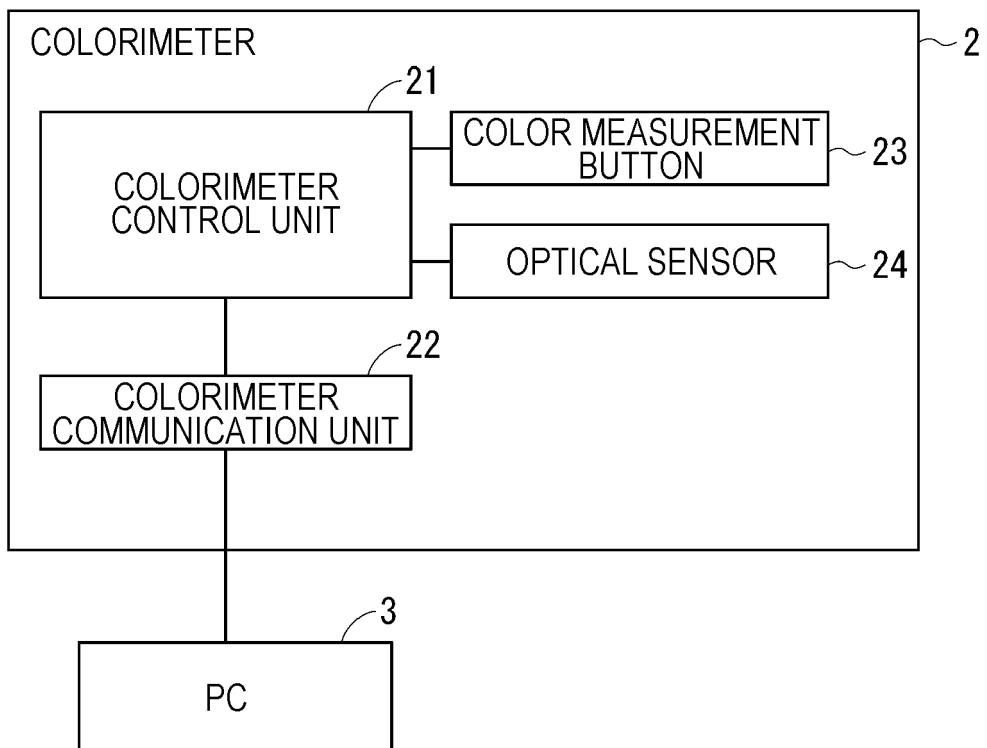 COLORIMETER
2
21
COLORIMETER
CONTROL UNIT
COLOR MEASUREMENT
BUTTON
23
OPTICAL SENSOR
24
22
COLORIMETER
COMMUNICATION UNIT
3
PC